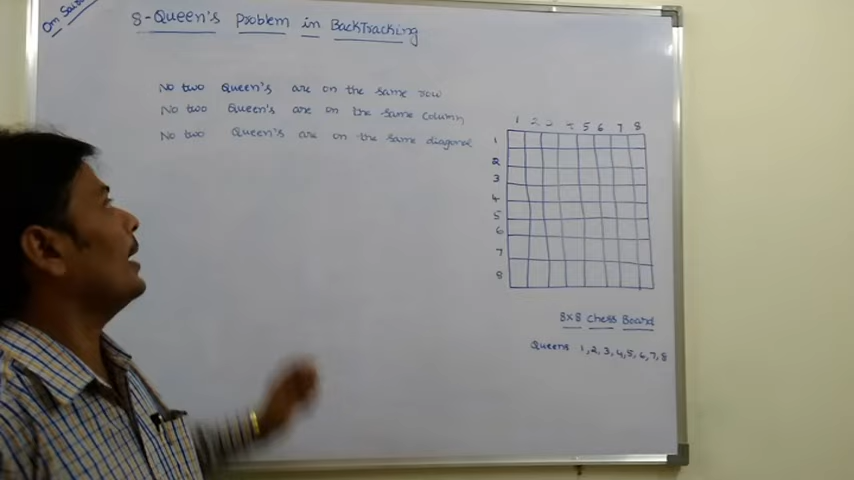 8-Queen's Problem in BackTracking
No two Queen's are on the same row
No two Queen's are on the same column
No two Queen's are on the same diagonal
1 2 3 4 5 6 7 8
1
2
3
4
5
6
7
8
8x8 Chess Board
Queens 1,2,3,4,5,6,7,8